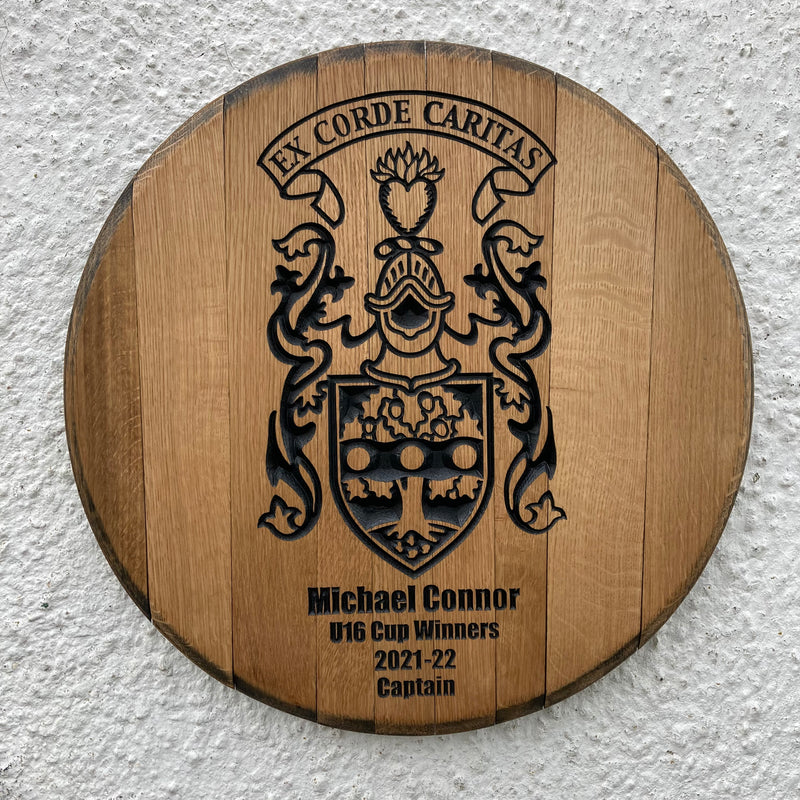 EX CORDE CARITAS
Michael Connor
U16 Cup Winners
2021-22
Captain